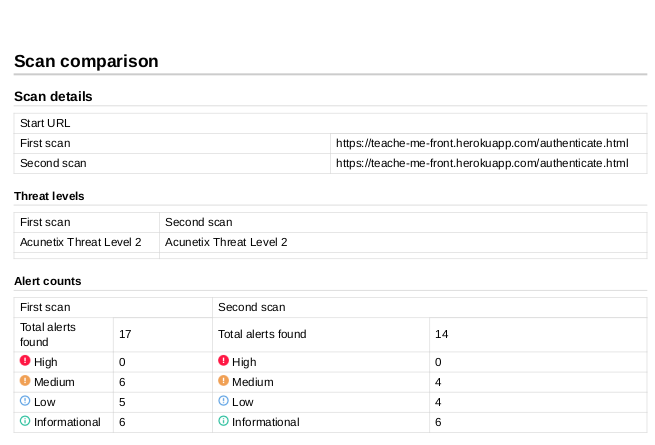 Scan comparison
Scan details
Start URL
First scan https://teache-me-front.herokuapp.com/authenticate.html
Second scan https://teache-me-front.herokuapp.com/authenticate.html
Threat levels
First scan Second scan
Acunetix Threat Level 2 Acunetix Threat Level 2
Alert counts
First scan Second scan
Total alerts found 17 Total alerts found 14
High 0 High 0
Medium 6 Medium 4
Low 5 Low 4
Informational 6 Informational 6